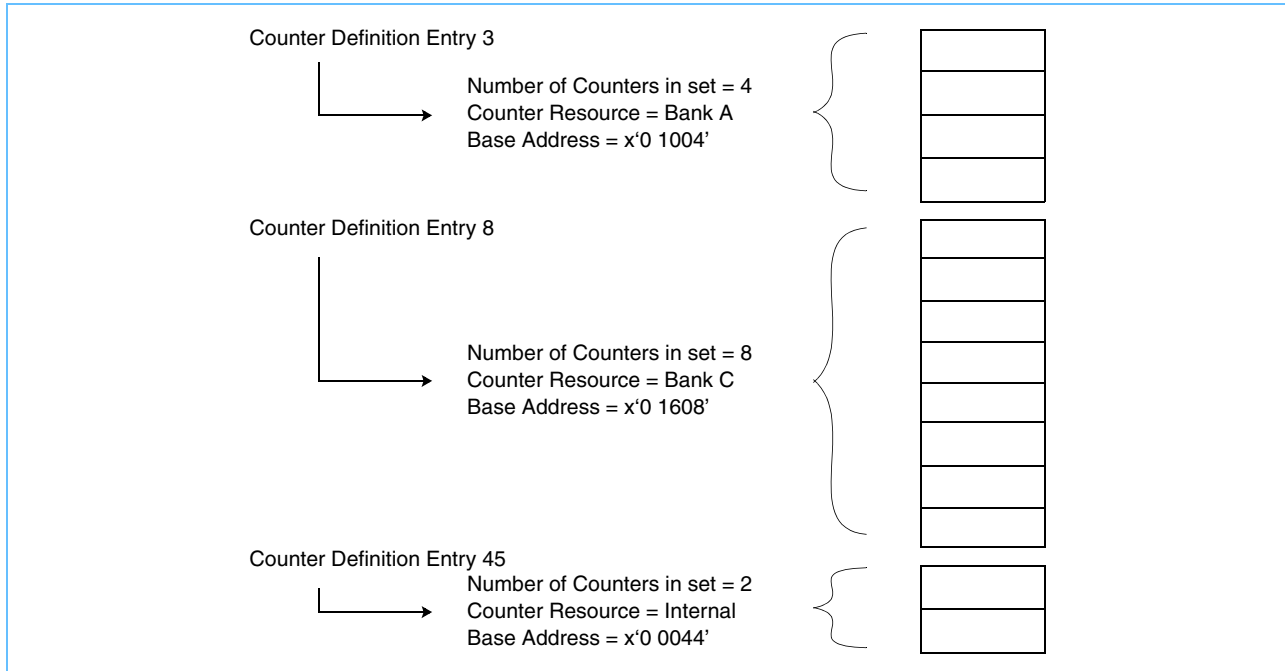 Counter Definition Entry 3
Number of Counters in set = 4
Counter Resource = Bank A
Base Address = x‘0 1004’
Counter Definition Entry 8
Number of Counters in set = 8
Counter Resource = Bank C
Base Address = x‘0 1608’
Counter Definition Entry 45
Number of Counters in set = 2
Counter Resource = Internal
Base Address = x‘0 0044’